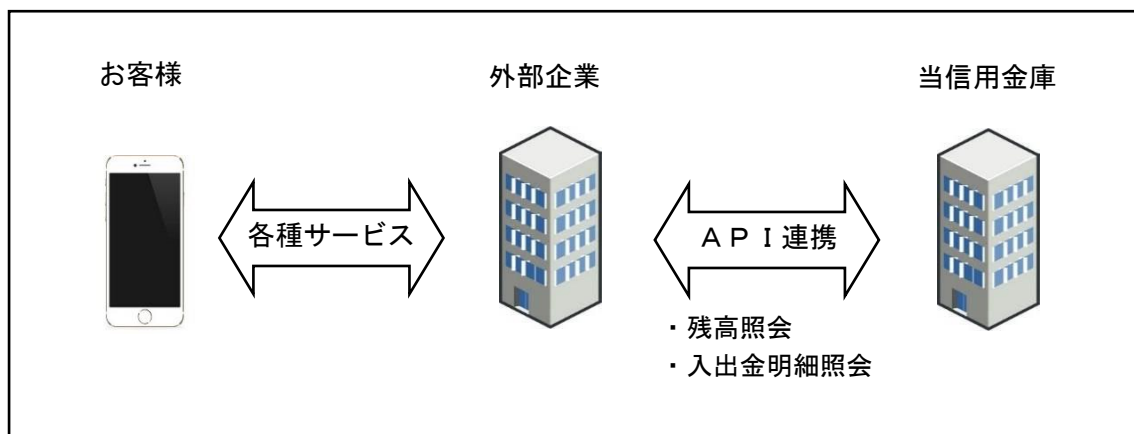 お客様
外部企業
当信用金庫
各種サービス
ＡＰＩ連携
・残高照会
・入出金明細照会